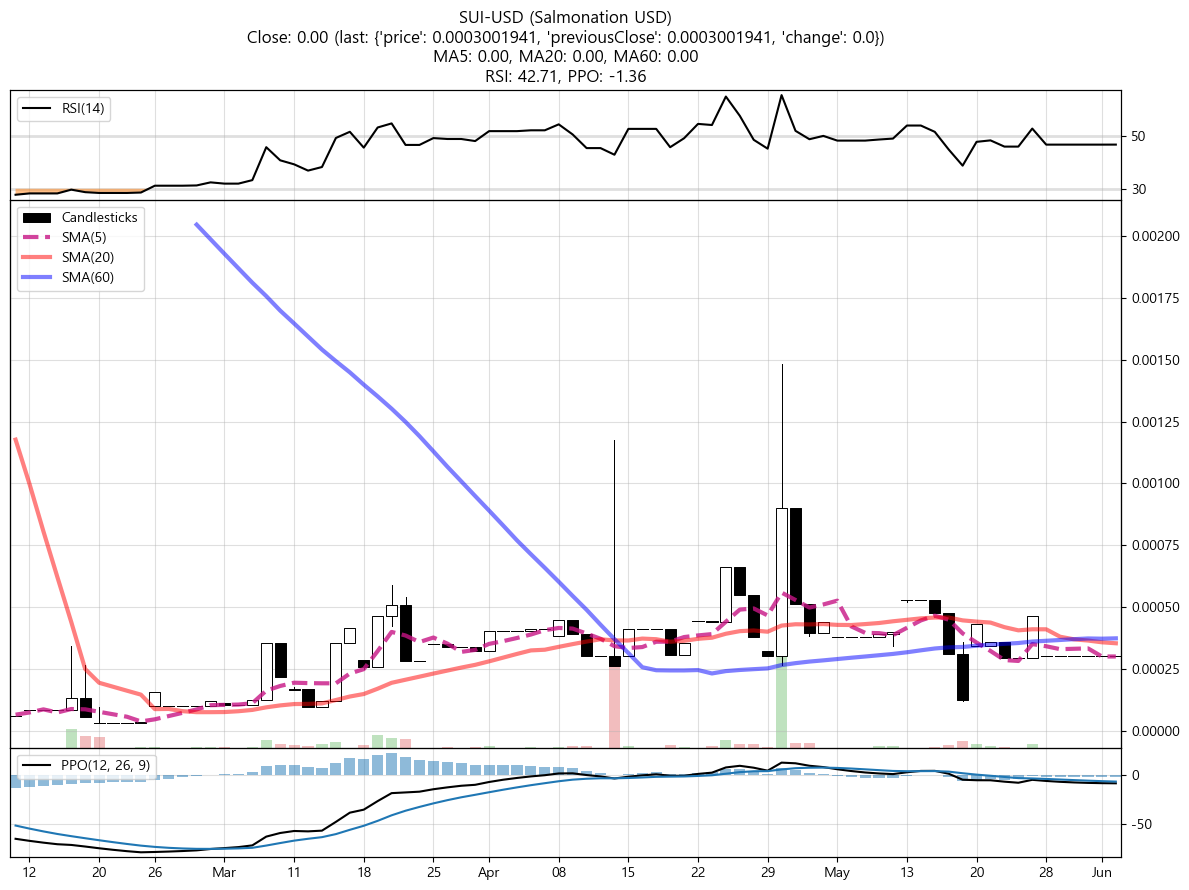 SUI-USD (Salmonation USD)
Close: 0.00 (last: {'price': 0.0003001941, 'previousClose': 0.0003001941, 'change': 0.0})
MA5: 0.00, MA20: 0.00, MA60: 0.00
RSI: 42.71, PPO: -1.36
RSI(14)
50
30
Candlesticks
SMA(5)
SMA(20)
SMA(60)
0.00200
0.00175
0.00150
0.00125
0.00100
0.00075
0.00050
0.00025
0.00000
PPO(12, 26, 9)
0
-50
12 20 26 Mar 11 18 25 Apr 08 15 22 29 May 13 20 28 Jun